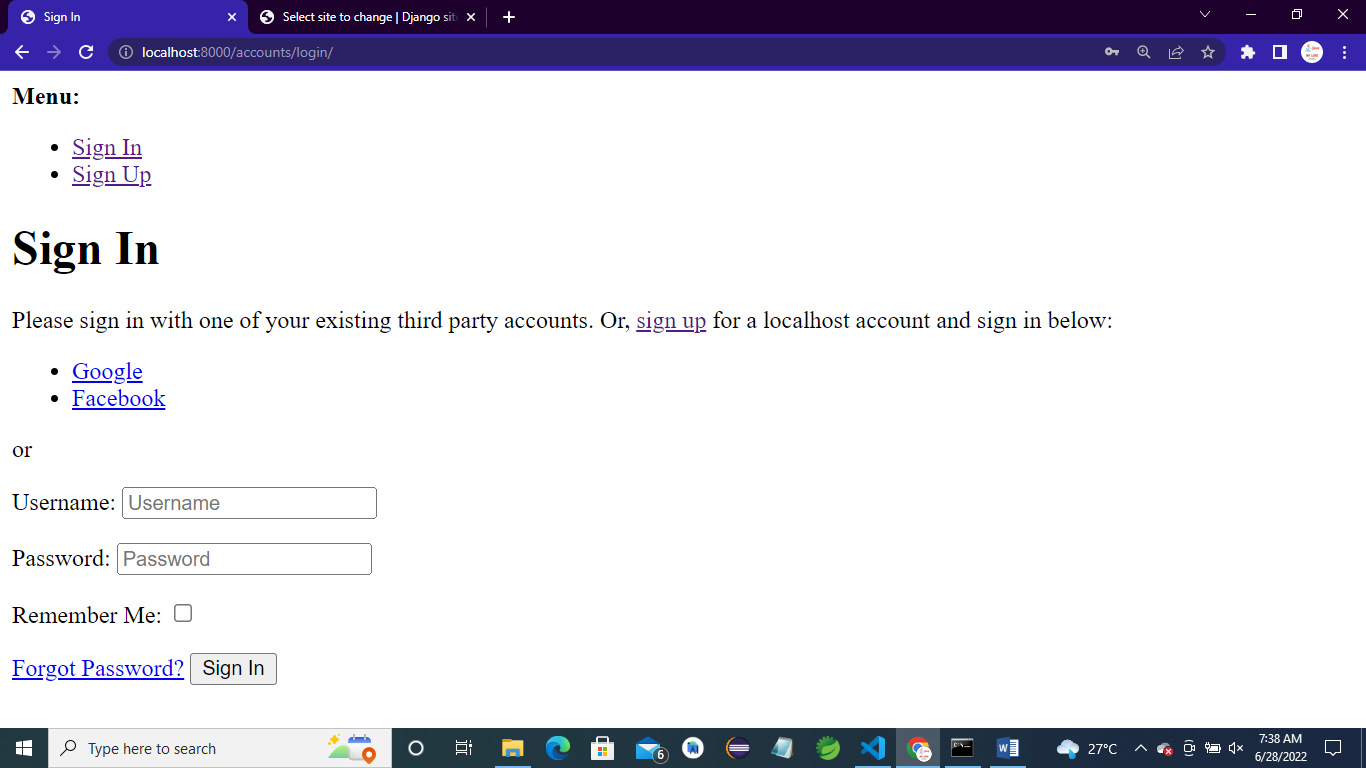 Sign In
Select site to change | Django sit
localhost:8000/accounts/login/
Menu:
Sign In
Sign Up
Sign In
Please sign in with one of your existing third party accounts. Or, sign up for a localhost account and sign in below:
Google
Facebook
or
Username: Username
Password: Password
Remember Me:
Forgot Password? Sign In
Type here to search
6
27°C
7:38 AM
6/28/2022